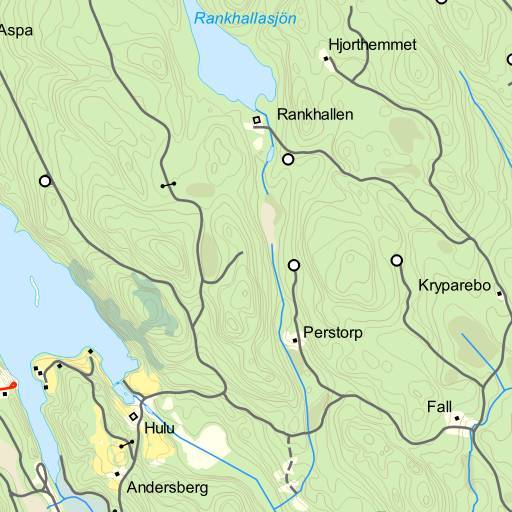 Rankhallasjön
Aspa
Hjorthemmet
Rankhallen
Kryparebo
Perstorp
Fall
Hulu
Andersberg